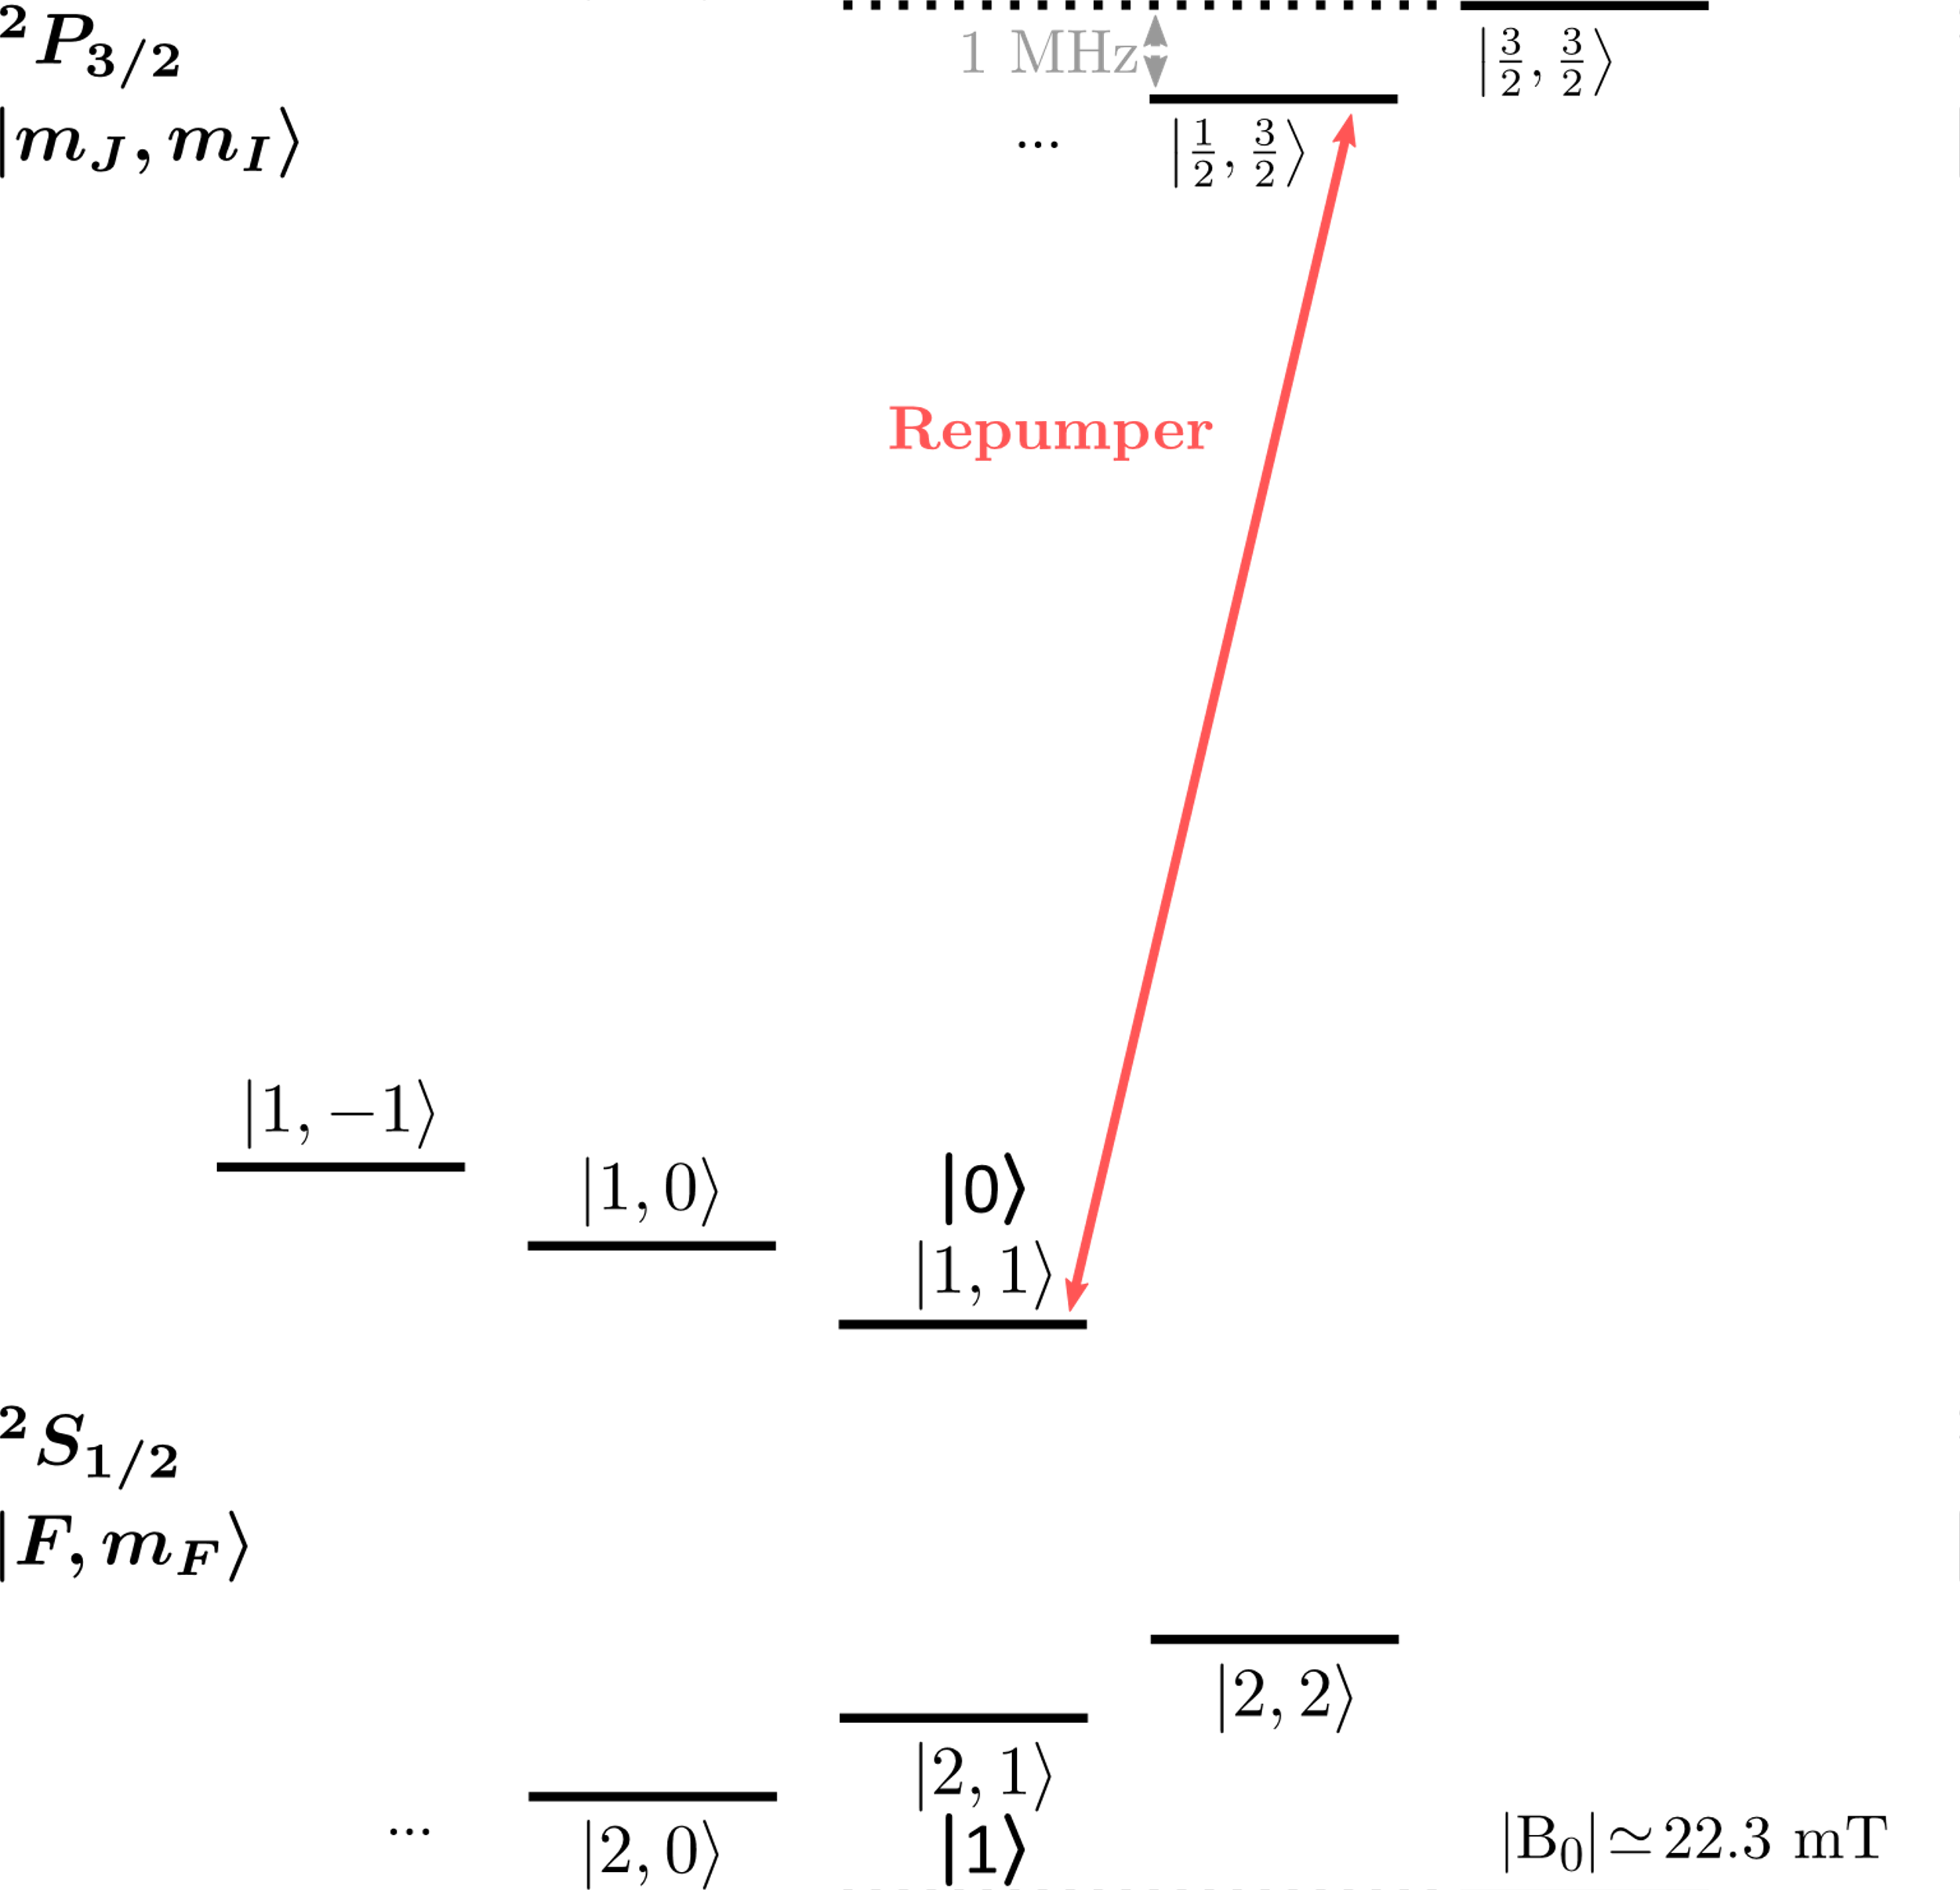 ²P₃/₂
|m_J, m_I⟩
1 MHz
|3/2, 3/2⟩
...
|1/2, 3/2⟩
Repumper
|1, −1⟩
|1, 0⟩
|0⟩
|1, 1⟩
²S₁/₂
|F, m_F⟩
|2, 2⟩
|2, 1⟩
|1⟩
...
|2, 0⟩
|B₀| ≃ 22.3 mT